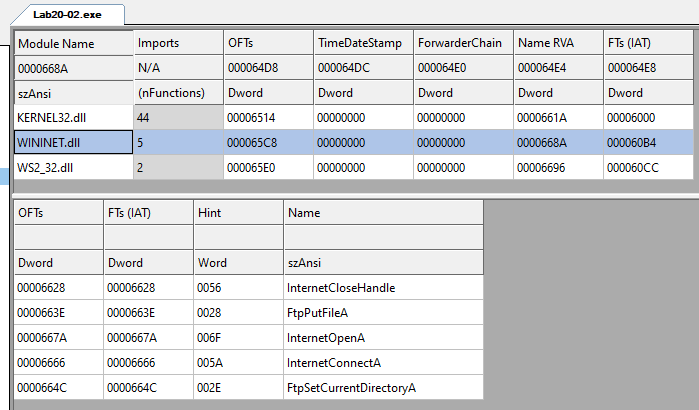 Lab20-02.exe
Module Name Imports OFTs TimeDateStamp ForwarderChain Name RVA FTs (IAT)
0000668A N/A 000064D8 000064DC 000064E0 000064E4 000064E8
szAnsi (nFunctions) Dword Dword Dword Dword Dword
KERNEL32.dll 44 00006514 00000000 00000000 0000661A 00006000
WININET.dll 5 000065C8 00000000 00000000 0000668A 000060B4
WS2_32.dll 2 000065E0 00000000 00000000 00006696 000060CC
OFTs FTs (IAT) Hint Name
Dword Dword Word szAnsi
00006628 00006628 0056 InternetCloseHandle
0000663E 0000663E 0028 FtpPutFileA
0000667A 0000667A 006F InternetOpenA
00006666 00006666 005A InternetConnectA
0000664C 0000664C 002E FtpSetCurrentDirectoryA